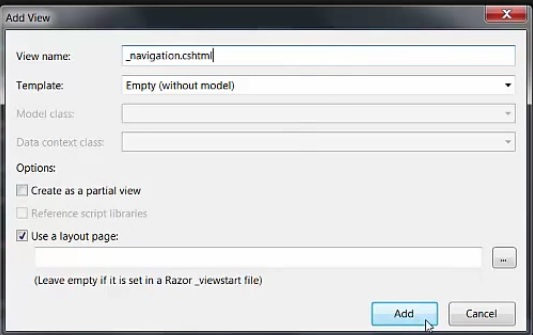 Add View
View name:
_navigation.cshtml
Template:
Empty (without model)
Model class:
Data context class:
Options:
Create as a partial view
Reference script libraries
Use a layout page:
...
(Leave empty if it is set in a Razor _viewstart file)
Add Cancel